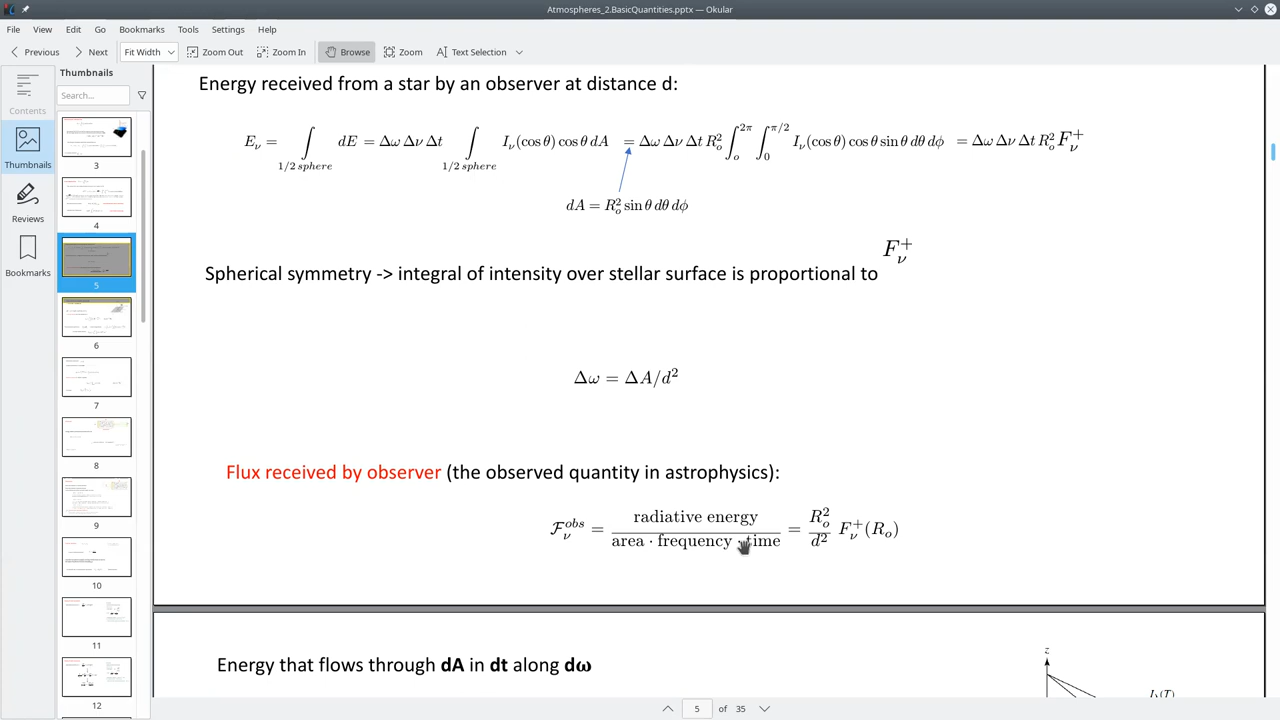 Atmospheres_2.BasicQuantities.pptx — Okular
File View Edit Go Bookmarks Tools Settings Help
Previous Next Fit Width Zoom Out Zoom In Browse Zoom Text Selection
Thumbnails
Search...
Contents
Thumbnails
Reviews
Bookmarks
3
4
5
6
7
8
9
10
11
12
Energy received from a star by an observer at distance d:
E_ν = ∫_{1/2 sphere} dE = Δω Δν Δt ∫_{1/2 sphere} I_ν(cos θ) cos θ dA = Δω Δν Δt R_o^2 ∫_o^{2π} ∫_0^{π/2} I_ν(cos θ) cos θ sin θ dθ dϕ = Δω Δν Δt R_o^2 F_ν^+
dA = R_o^2 sin θ dθ dϕ
Spherical symmetry -> integral of intensity over stellar surface is proportional to F_ν^+
Δω = ΔA/d^2
Flux received by observer (the observed quantity in astrophysics):
ℱ_ν^{obs} = radiative energy / area · frequency · time = R_o^2 / d^2 F_ν^+(R_o)
Energy that flows through dA in dt along dω
z
5 of 35